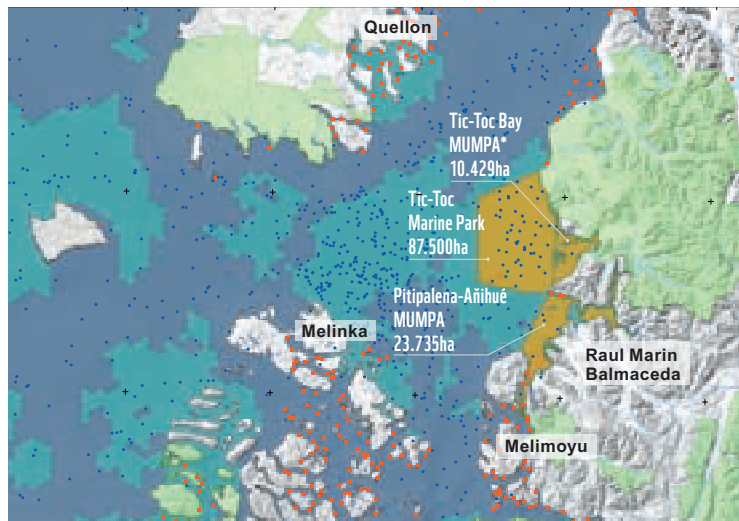 Quellon
Tic-Toc Bay
MUMPA*
10.429ha
Tic-Toc
Marine Park
87.500ha
Pitipalena-Añihué
MUMPA
23.735ha
Melinka
Raul Marin
Balmaceda
Melimoyu